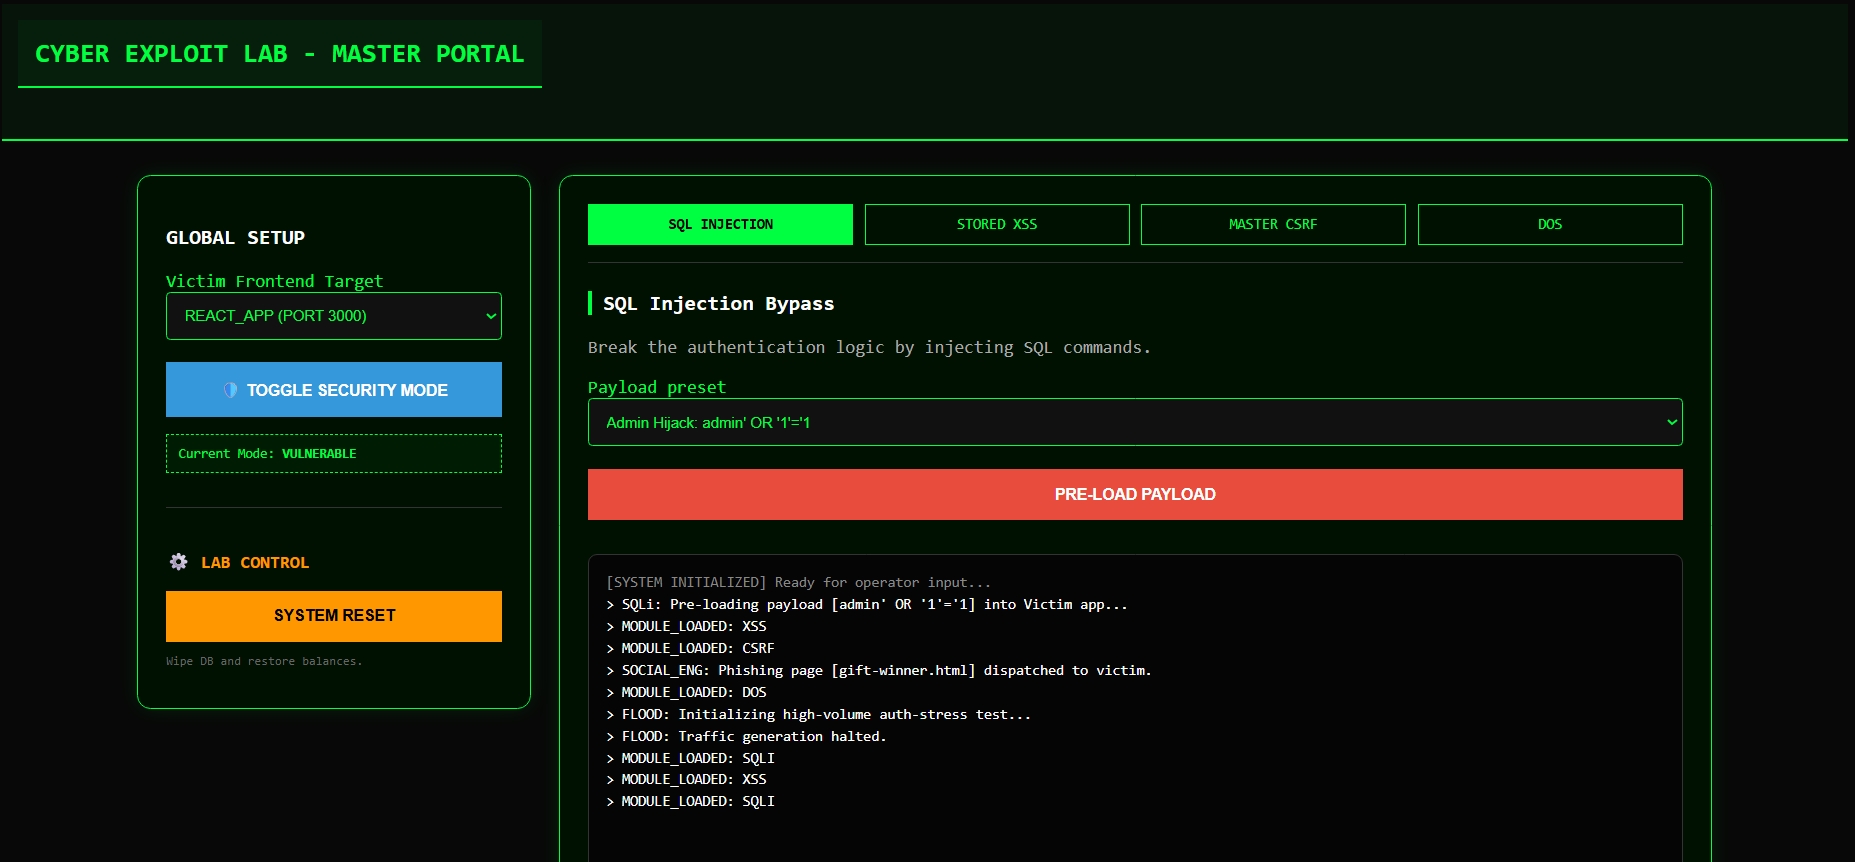 CYBER EXPLOIT LAB - MASTER PORTAL
GLOBAL SETUP
Victim Frontend Target
REACT_APP (PORT 3000)
TOGGLE SECURITY MODE
Current Mode: VULNERABLE
LAB CONTROL
SYSTEM RESET
Wipe DB and restore balances.
SQL INJECTION
STORED XSS
MASTER CSRF
DOS
SQL Injection Bypass
Break the authentication logic by injecting SQL commands.
Payload preset
Admin Hijack: admin' OR '1'='1
PRE-LOAD PAYLOAD
[SYSTEM INITIALIZED] Ready for operator input...
> SQLi: Pre-loading payload [admin' OR '1'='1] into Victim app...
> MODULE_LOADED: XSS
> MODULE_LOADED: CSRF
> SOCIAL_ENG: Phishing page [gift-winner.html] dispatched to victim.
> MODULE_LOADED: DOS
> FLOOD: Initializing high-volume auth-stress test...
> FLOOD: Traffic generation halted.
> MODULE_LOADED: SQLI
> MODULE_LOADED: XSS
> MODULE_LOADED: SQLI